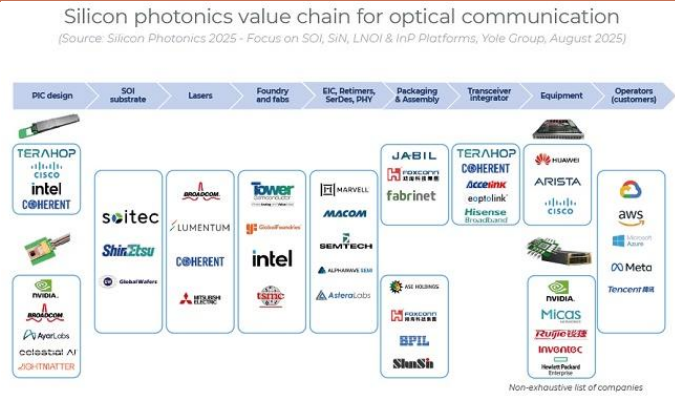 Silicon photonics value chain for optical communication
(Source: Silicon Photonics 2025 - Focus on SOI, SiN, LNOI & InP Platforms, Yole Group, August 2025)
PIC design
SOI
substrate
Lasers
Foundry
and fabs
EIC, Retimers,
SerDes, PHY
Packaging
& Assembly
Transceiver
integrator
Equipment
Operators
(customers)
TERAHOP
CISCO
intel
COHERENT
NVIDIA.
BROADCOM
AyarLabs
celestial AI
LIGHTMATTER
soitec
ShinEtsu
GlobalWafers
BROADCOM
LUMENTUM
COHERENT
MITSUBISHI
ELECTRIC
Tower
Semiconductor
GlobalFoundries
intel
tsmc
MARVELL
MACOM
SEMTECH
ALPHAWAVE SEMI
AsteraLabs
JABIL
FOXCONN
fabrinet
ASE HOLDINGS
FOXCONN
SPIL
ShunSin
TERAHOP
COHERENT
Accelink
eoptolink
Hisense
Broadband
HUAWEI
ARISTA
CISCO
NVIDIA.
Micas
Ruijie 锐捷
inventec
Hewlett Packard
Enterprise
aws
Microsoft
Azure
Meta
Tencent 腾讯
Non-exhaustive list of companies